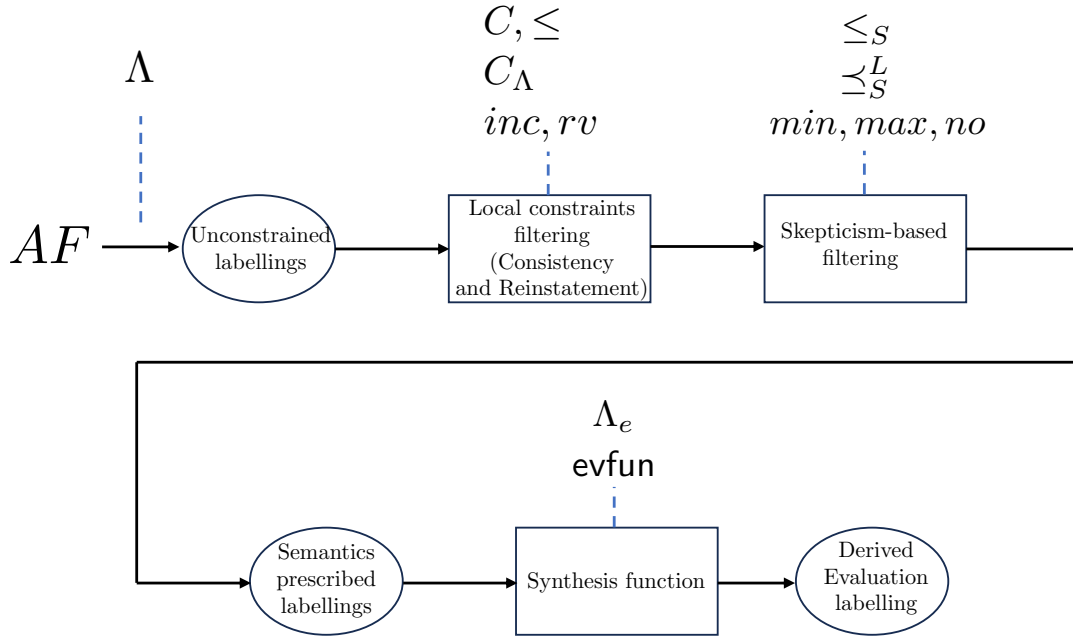 Λ
C, ≤
C_Λ
inc, rv
≤_S
⪯_S^L
min, max, no
AF
Unconstrained
labellings
Local constraints
filtering
(Consistency
and Reinstatement)
Skepticism-based
filtering
Λ_e
evfun
Semantics
prescribed
labellings
Synthesis function
Derived
Evaluation
labelling